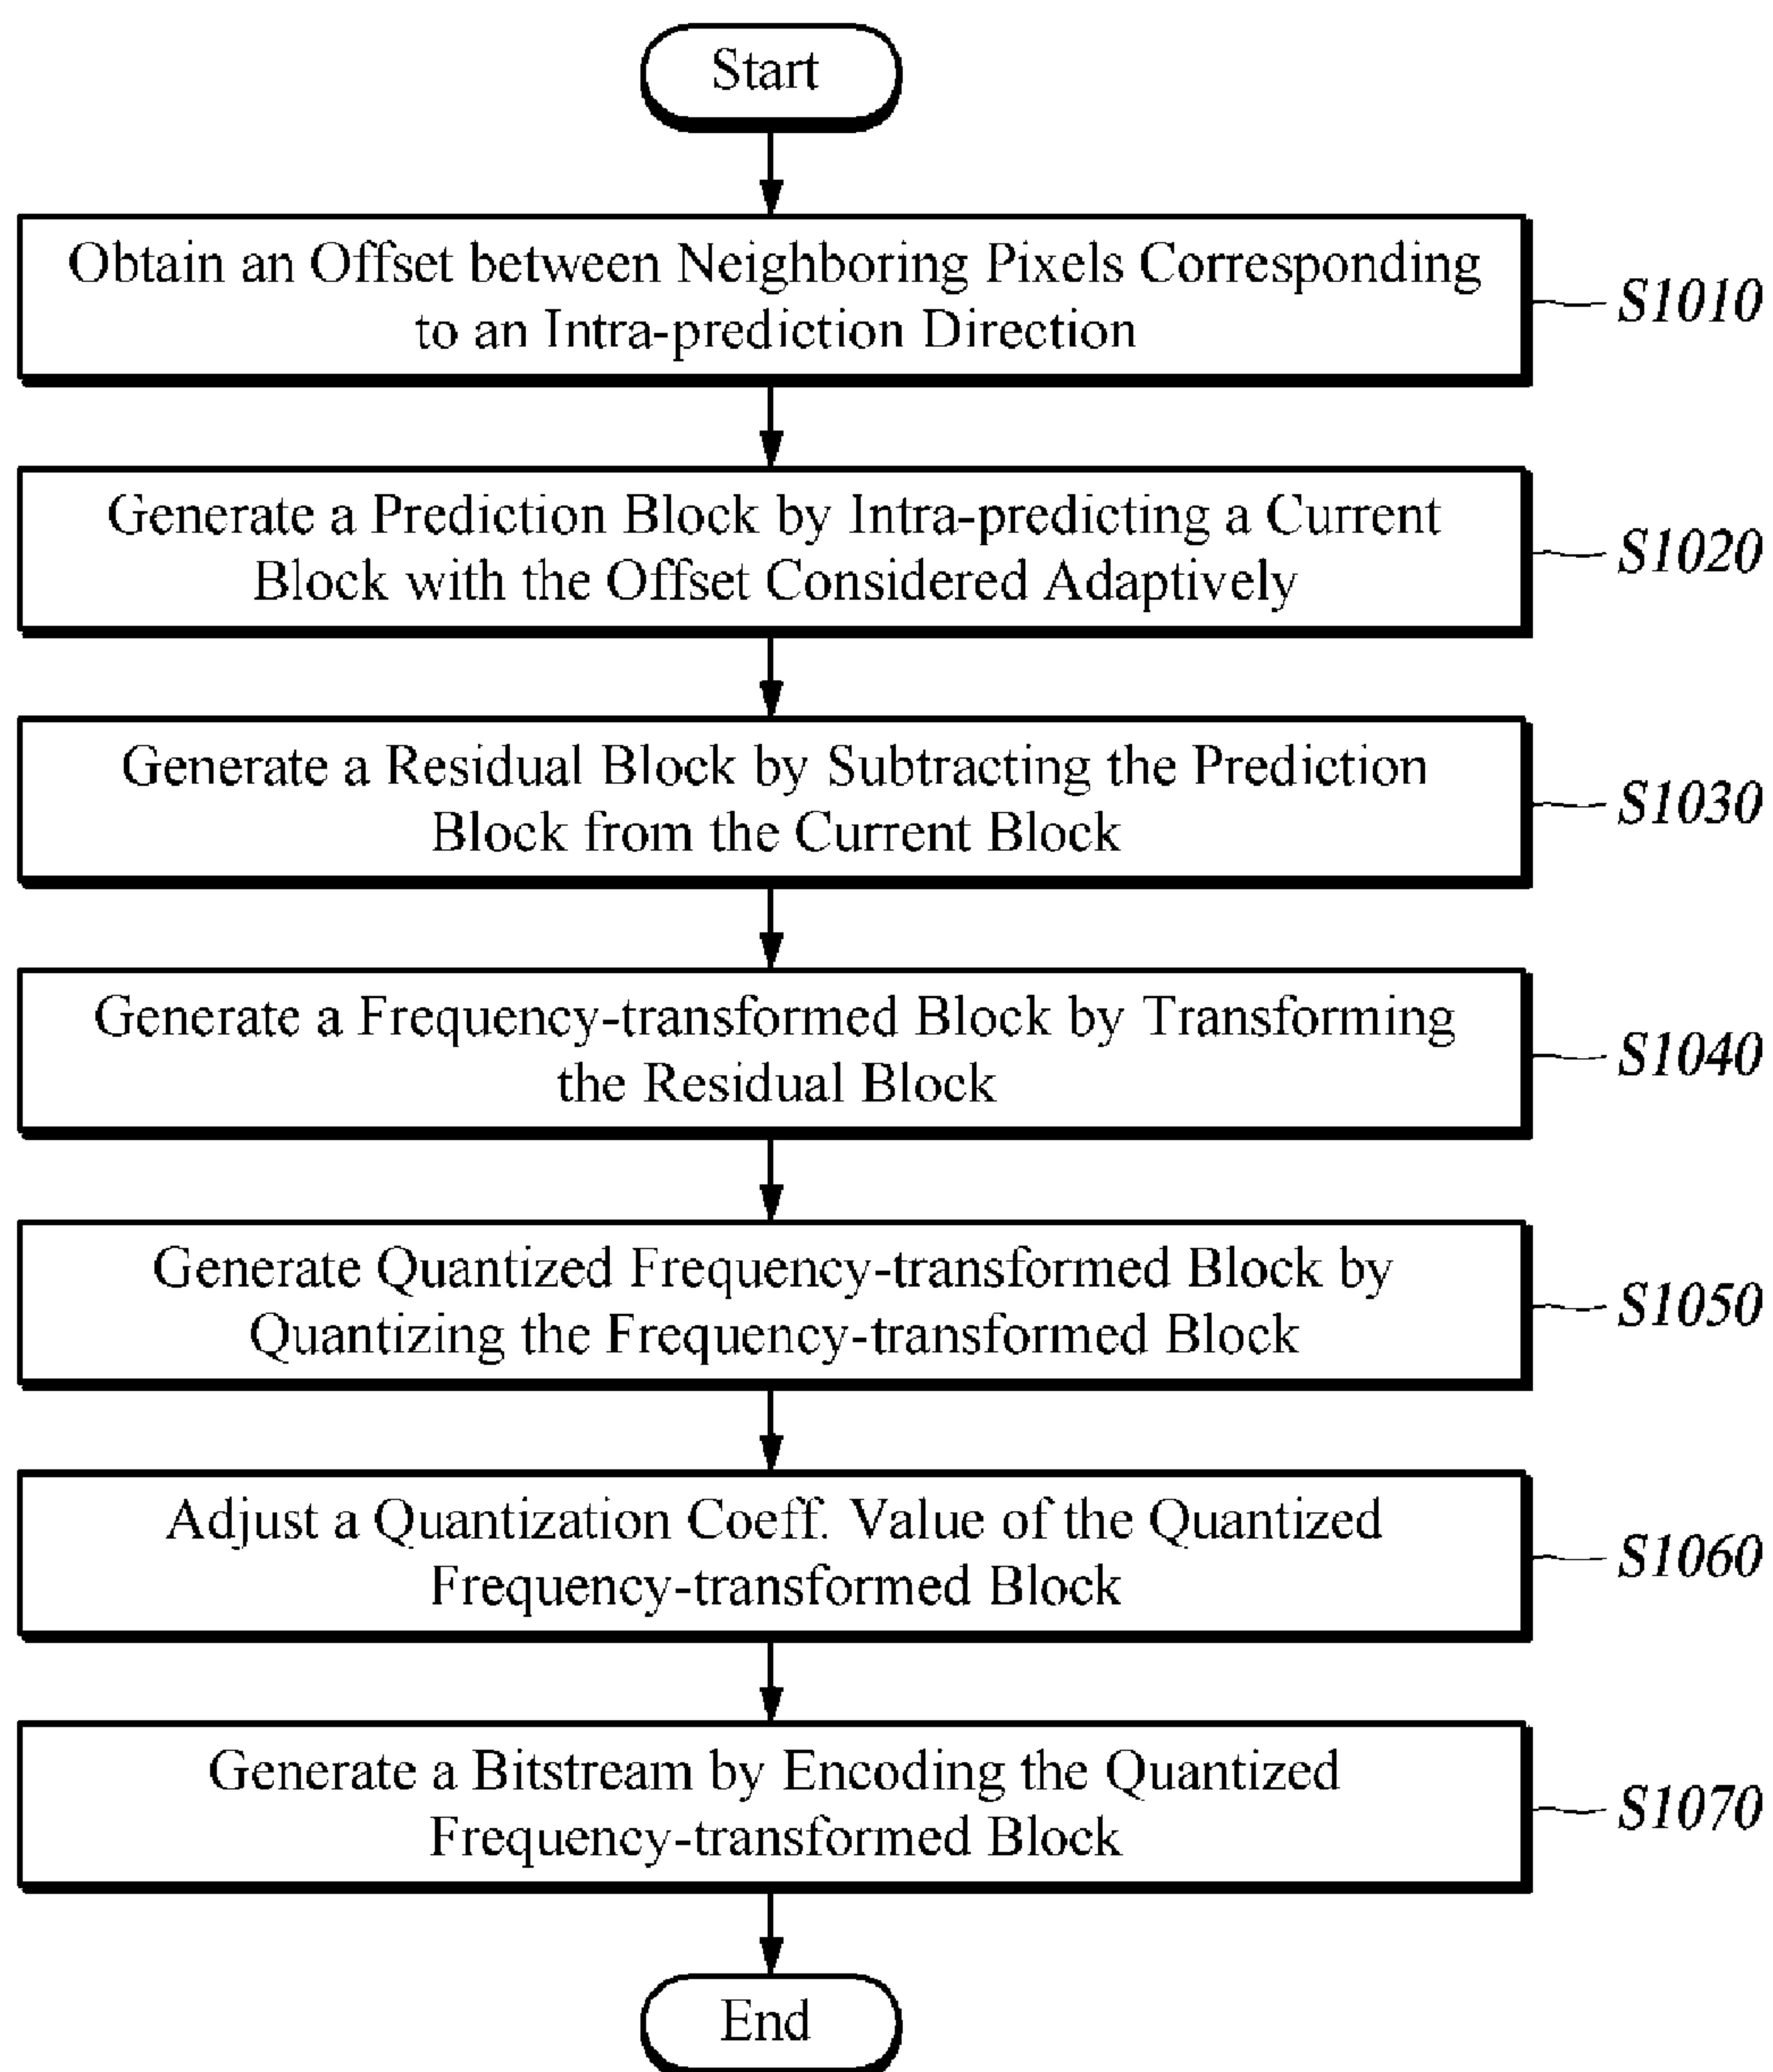 Start
Obtain an Offset between Neighboring Pixels Corresponding
to an Intra-prediction Direction
S1010
Generate a Prediction Block by Intra-predicting a Current
Block with the Offset Considered Adaptively
S1020
Generate a Residual Block by Subtracting the Prediction
Block from the Current Block
S1030
Generate a Frequency-transformed Block by Transforming
the Residual Block
S1040
Generate Quantized Frequency-transformed Block by
Quantizing the Frequency-transformed Block
S1050
Adjust a Quantization Coeff. Value of the Quantized
Frequency-transformed Block
S1060
Generate a Bitstream by Encoding the Quantized
Frequency-transformed Block
S1070
End